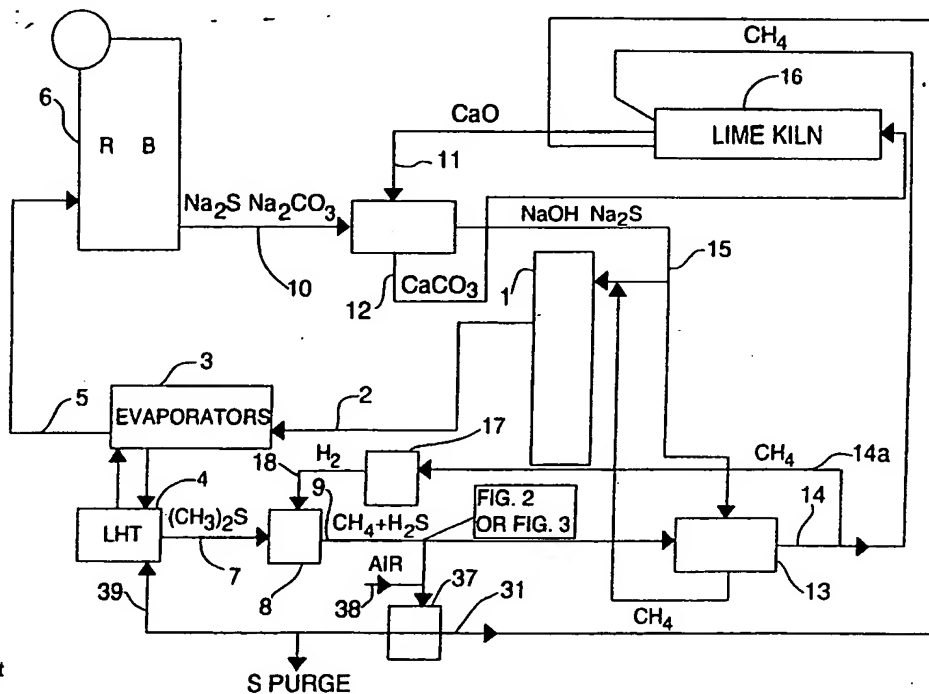 CH₄
6
16
R B
CaO
LIME KILN
11
Na₂S Na₂CO₃
NaOH Na₂S
10
12
CaCO₃
1
15
3
5
EVAPORATORS
2
17
18
H₂
CH₄
14a
4
(CH₃)₂S
9
CH₄+H₂S
FIG. 2
OR FIG. 3
14
LHT
7
8
AIR
38
37
13
39
31
CH₄
S PURGE
t